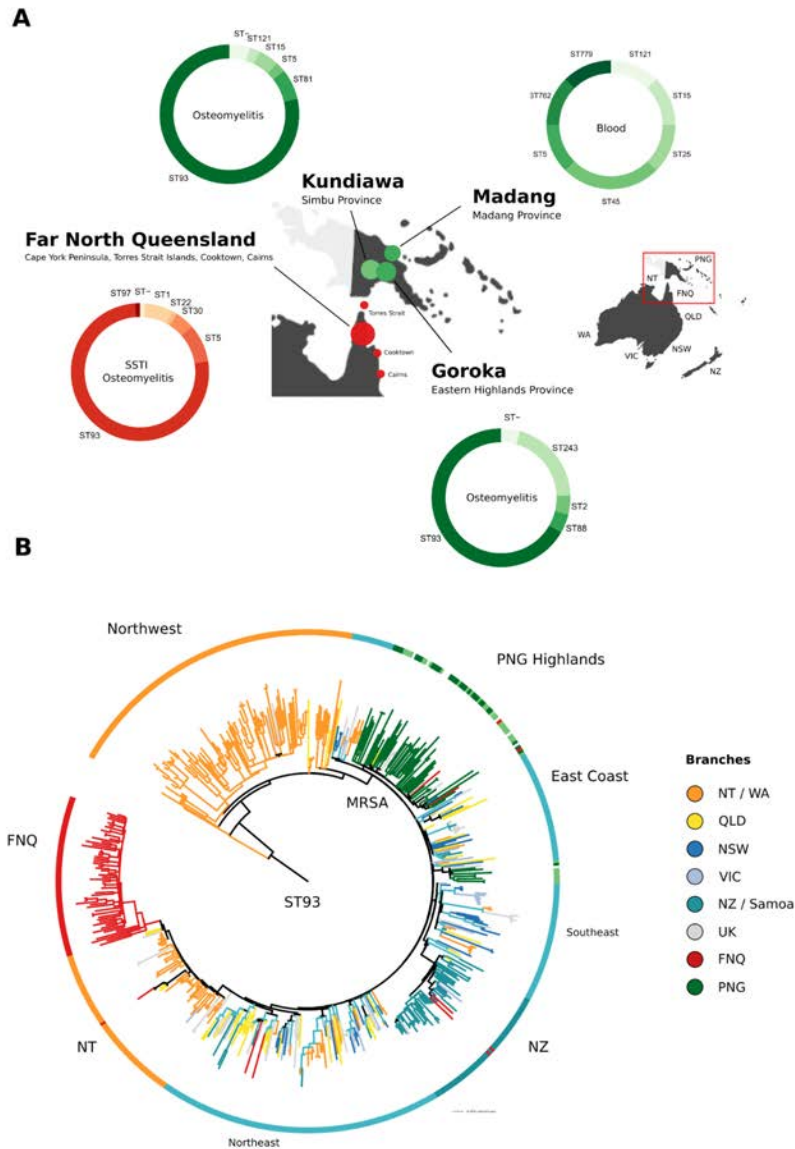 A
ST-
ST121
ST15
ST5
ST81
Osteomyelitis
ST93
ST779
ST121
ST762
ST15
Blood
ST5
ST25
ST45
Kundiawa
Simbu Province
Madang
Madang Province
Far North Queensland
Cape York Peninsula, Torres Strait Islands, Cooktown, Cairns
ST97
ST-
ST1
ST22
ST30
ST5
SSTI
Osteomyelitis
ST93
Torres Strait
Cooktown
Cairns
Goroka
Eastern Highlands Province
PNG
NT
FNQ
QLD
WA
NSW
VIC
NZ
ST-
ST243
Osteomyelitis
ST2
ST88
ST93
B
Northwest
PNG Highlands
East Coast
MRSA
FNQ
ST93
Southeast
NT
NZ
Northeast
Branches
NT / WA
QLD
NSW
VIC
NZ / Samoa
UK
FNQ
PNG